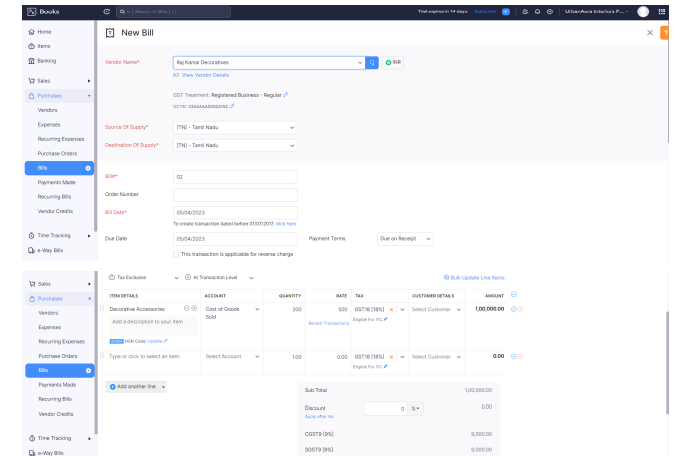 Books
Search in Bills ( / )
Trial expires in 14 days. Subscribe
UrbanAura Interiors P...
Home
Items
Banking
Sales
Purchases
Vendors
Expenses
Recurring Expenses
Purchase Orders
Bills
Payments Made
Recurring Bills
Vendor Credits
Time Tracking
e-Way Bills
New Bill
Vendor Name*
Raj Kamal Decoratives
INR
View Vendor Details
GST Treatment: Registered Business - Regular
Source Of Supply*
[TN] - Tamil Nadu
Destination Of Supply*
[TN] - Tamil Nadu
Bill#*
02
Order Number
Bill Date*
05/04/2023
To create transaction dated before 01/07/2017, click here
Due Date
05/04/2023
Payment Terms
Due on Receipt
This transaction is applicable for reverse charge
Sales
Purchases
Vendors
Expenses
Recurring Expenses
Purchase Orders
Bills
Payments Made
Recurring Bills
Vendor Credits
Time Tracking
e-Way Bills
Tax Exclusive
At Transaction Level
Bulk Update Line Items
ITEM DETAILS ACCOUNT QUANTITY RATE TAX CUSTOMER DETAILS AMOUNT
Decorative Accessories Cost of Goods Sold 200 500 GST18 [18%] Select Customer 1,00,000.00
Add a description to your item
Recent Transactions
Eligible For ITC
GOODS HSN Code: Update
Type or click to select an item. Select Account 1.00 0.00 GST18 [18%] Select Customer 0.00
Eligible For ITC
Add another line
Sub Total 1,00,000.00
Discount 0 % 0.00
Apply after tax
CGST9 [9%] 9,000.00
SGST9 [9%] 9,000.00